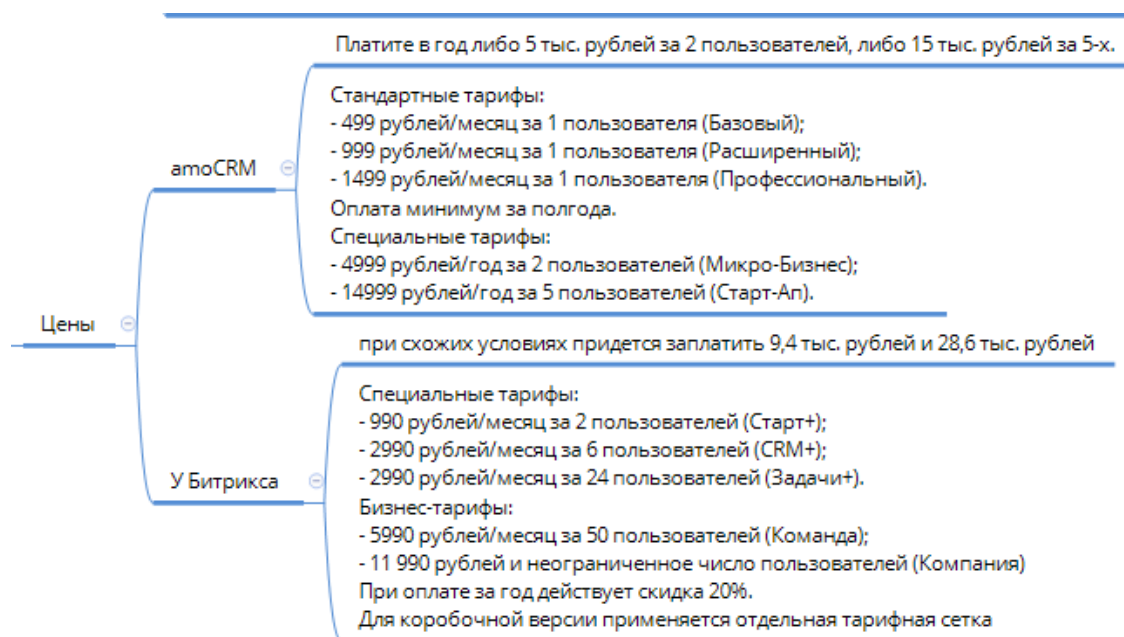 Цены
amoCRM
Платите в год либо 5 тыс. рублей за 2 пользователей, либо 15 тыс. рублей за 5-х.
Стандартные тарифы:
- 499 рублей/месяц за 1 пользователя (Базовый);
- 999 рублей/месяц за 1 пользователя (Расширенный);
- 1499 рублей/месяц за 1 пользователя (Профессиональный).
Оплата минимум за полгода.
Специальные тарифы:
- 4999 рублей/год за 2 пользователей (Микро-Бизнес);
- 14999 рублей/год за 5 пользователей (Старт-Ап).
У Битрикса
при схожих условиях придется заплатить 9,4 тыс. рублей и 28,6 тыс. рублей
Специальные тарифы:
- 990 рублей/месяц за 2 пользователей (Старт+);
- 2990 рублей/месяц за 6 пользователей (CRM+);
- 2990 рублей/месяц за 24 пользователей (Задачи+).
Бизнес-тарифы:
- 5990 рублей/месяц за 50 пользователей (Команда);
- 11 990 рублей и неограниченное число пользователей (Компания)
При оплате за год действует скидка 20%.
Для коробочной версии применяется отдельная тарифная сетка